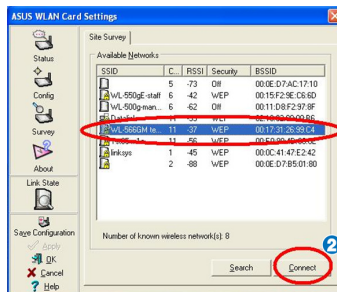 ASUS WLAN Card Settings
Status
Config
Survey
About
Link State
Save Configuration
Apply
OK
Cancel
Help
Site Survey
Available Networks
SSID C... RSSI Security BSSID
5 -73 Off 00:0E:D7:AC:17:10
WL-550gE-staff 6 -42 WEP 00:15:F2:9E:C6:6D
WL-500g-man... 6 -62 Off 00:11:D8:F2:97:8F
WL-566GM te... 11 -37 WEP 00:17:31:26:99:C4
linksys 1 -45 WEP 00:0C:41:47:E2:42
2 -88 WEP 00:0E:D7:B5:01:80
Number of known wireless network(s): 8
Search
Connect
2